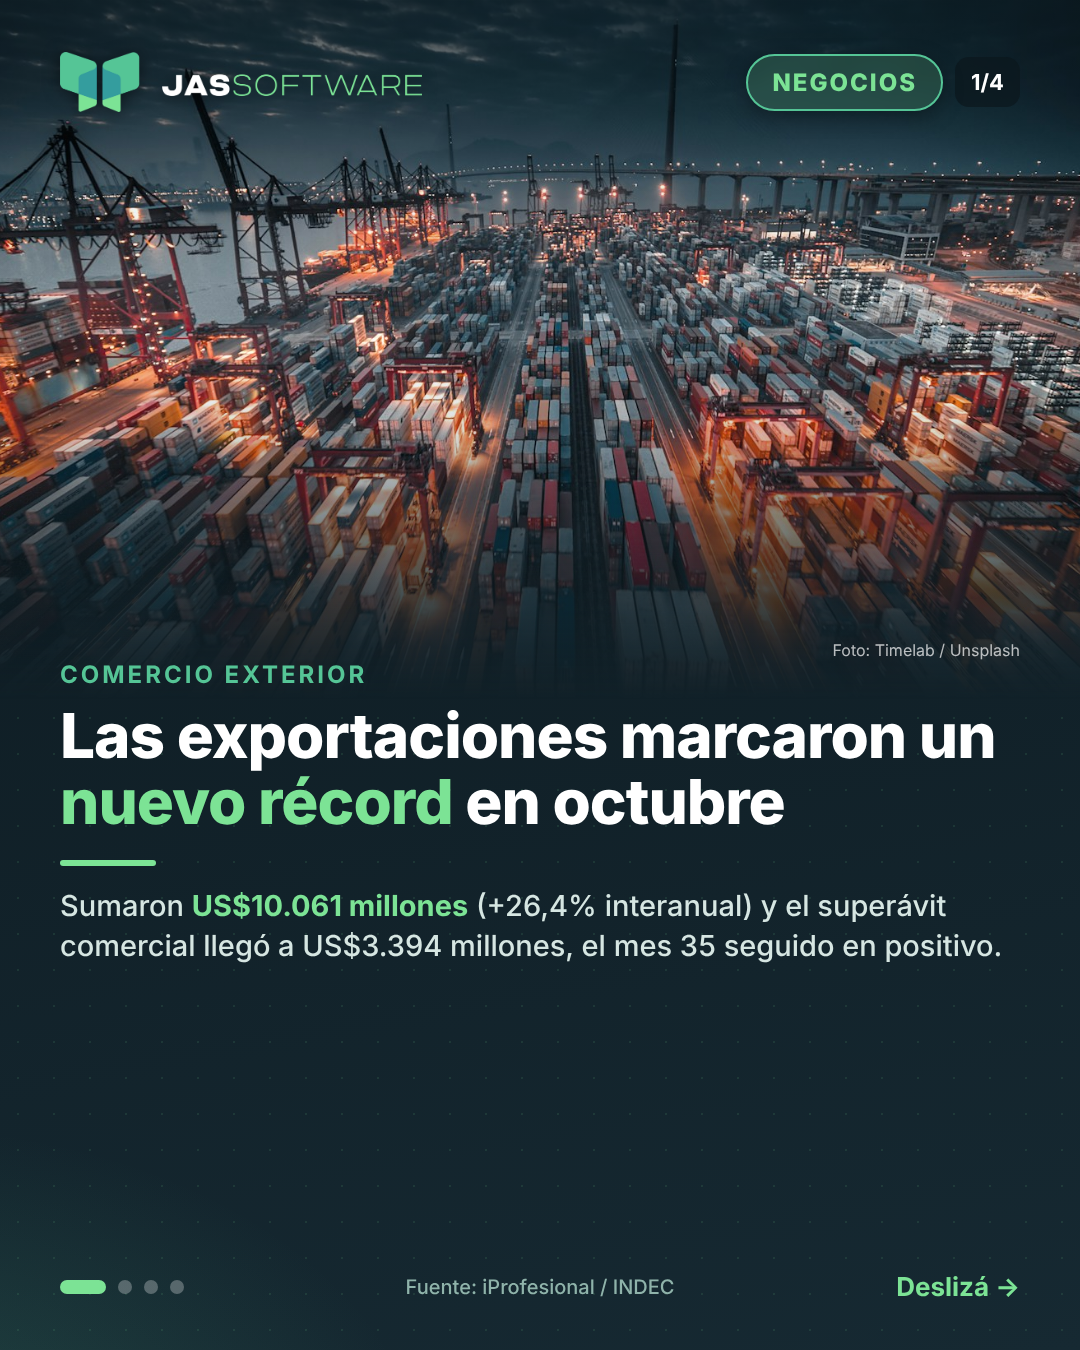 JASSOFTWARE
NEGOCIOS
1/4
Foto: Timelab / Unsplash
COMERCIO EXTERIOR
Las exportaciones marcaron un
nuevo récord en octubre
Sumaron US$10.061 millones (+26,4% interanual) y el superávit
comercial llegó a US$3.394 millones, el mes 35 seguido en positivo.
Fuente: iProfesional / INDEC
Deslizá →